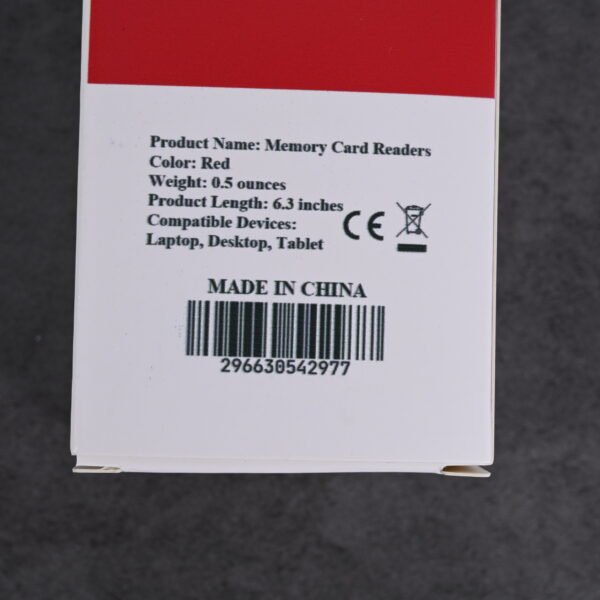 Product Name: Memory Card Readers
Color: Red
Weight: 0.5 ounces
Product Length: 6.3 inches
Compatible Devices:
Laptop, Desktop, Tablet
CE
MADE IN CHINA
296630542977